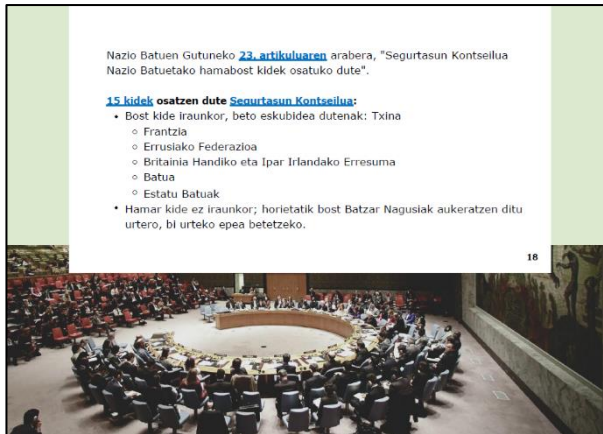 Nazio Batuen Gutuneko 23. artikuluaren arabera, "Segurtasun Kontseilua
Nazio Batuetako hamabost kidek osatuko dute".
15 kidek osatzen dute Segurtasun Kontseilua:
• Bost kide iraunkor, beto eskubidea dutenak: Txina
○ Frantzia
○ Errusiako Federazioa
○ Britainia Handiko eta Ipar Irlandako Erresuma
○ Batua
○ Estatu Batuak
• Hamar kide ez iraunkor; horietatik bost Batzar Nagusiak aukeratzen ditu
urtero, bi urteko epea betetzeko.
18